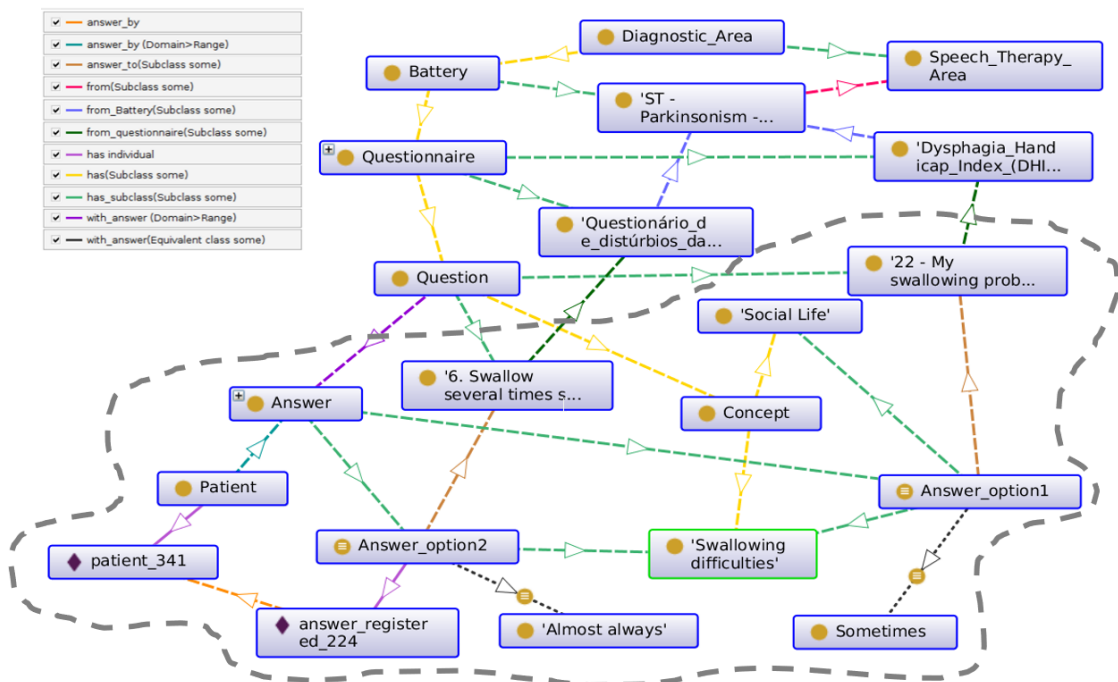 answer_by
answer_by (Domain>Range)
answer_to(Subclass some)
from(Subclass some)
from_Battery(Subclass some)
from_questionnaire(Subclass some)
has individual
has(Subclass some)
has_subclass(Subclass some)
with_answer (Domain>Range)
with_answer(Equivalent class some)
Diagnostic_Area
Speech_Therapy_
Area
Battery
'ST -
Parkinsonism -...
Questionnaire
'Dysphagia_Hand
icap_Index_(DHI...
'Questionário_d
e_distúrbios_da...
Question
'22 - My
swallowing prob...
'Social Life'
'6. Swallow
several times s...
Answer
Concept
Patient
Answer_option1
patient_341
Answer_option2
'Swallowing
difficulties'
answer_register
ed_224
'Almost always'
Sometimes